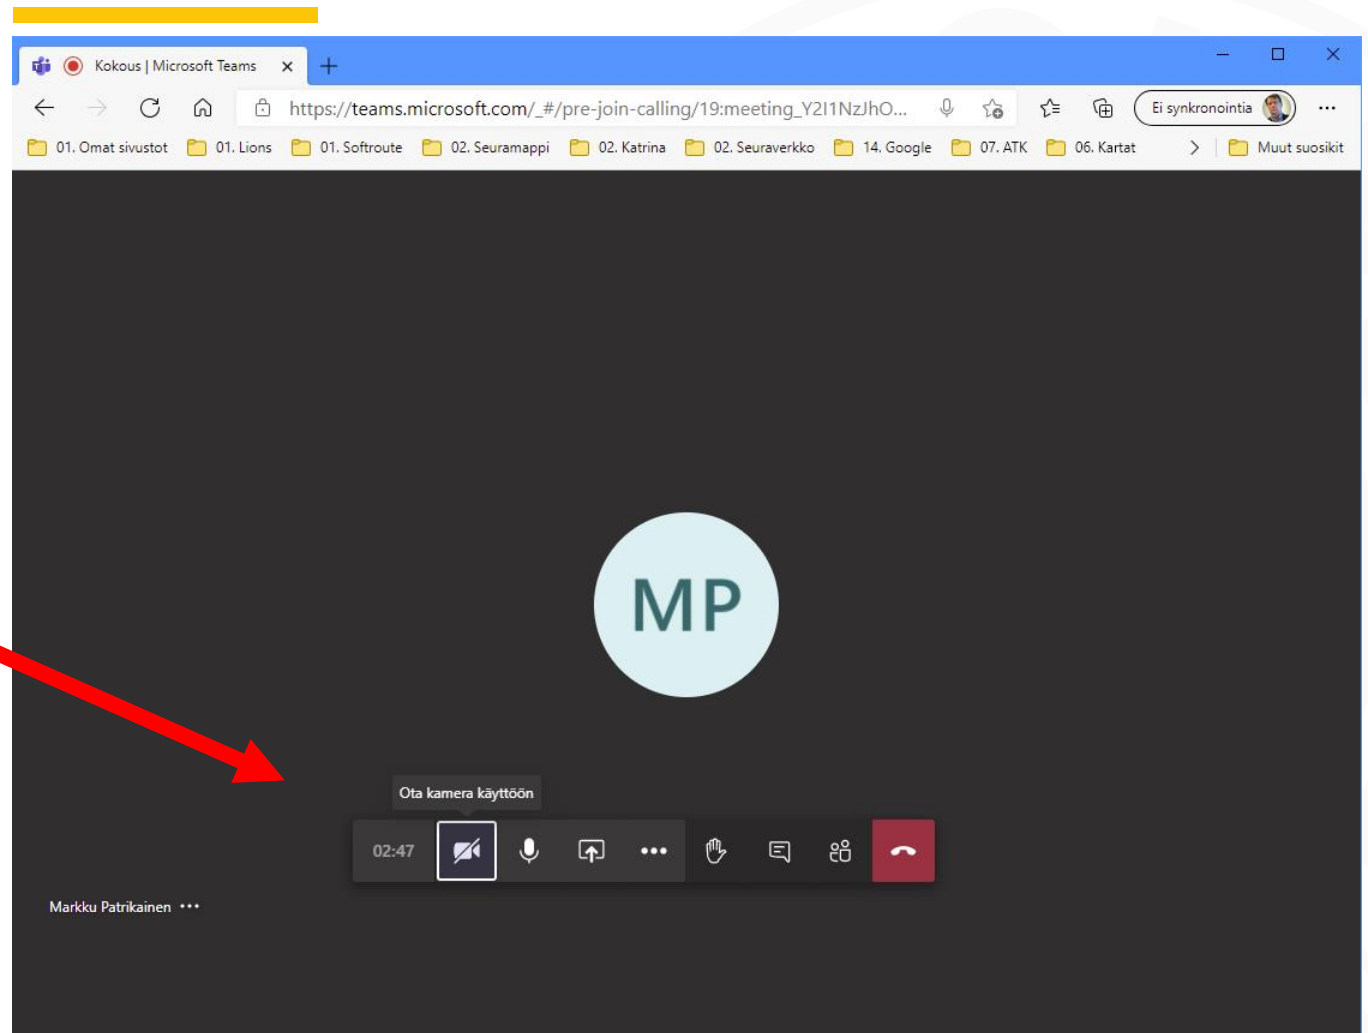 Kokous | Microsoft Teams
https://teams.microsoft.com/_#/pre-join-calling/19:meeting_Y2I1NzJhO...
Ei synkronointia
01. Omat sivustot 01. Lions 01. Softroute 02. Seuramappi 02. Katrina 02. Seuraverkko 14. Google 07. ATK 06. Kartat Muut suosikit
MP
Ota kamera käyttöön
02:47
Markku Patrikainen